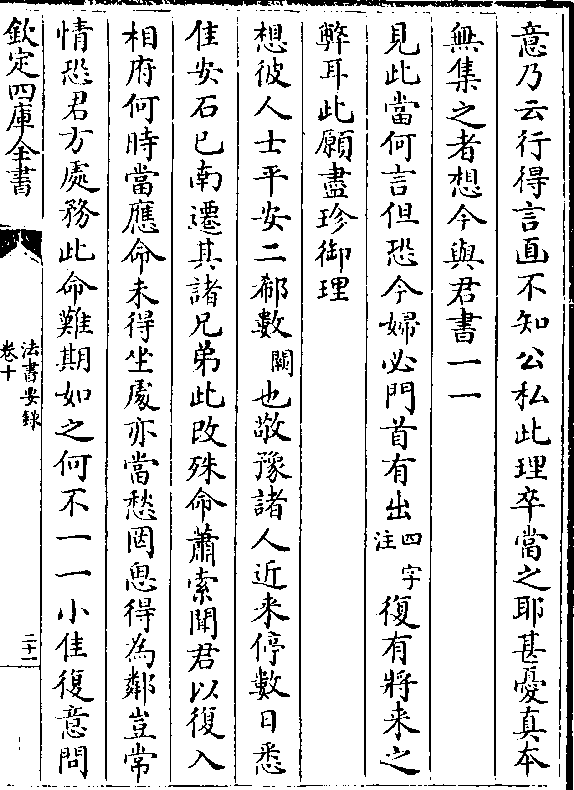 意乃云行得言面不知公私此理卒當之耶甚憂真本
無集之者想今與君書一一
見此當何言但恐今婦必門首有出四字注復有將来之
弊耳此願盡珍御理
想彼人士平安二郗數闕也敬豫諸人近来停數日悉
佳安石已南遷其諸兄弟此改殊命蕭索聞君以復入
相府何時當應命未得坐處亦當愁罔思得為鄰豈常
情恐君方處務此命難期如之何不一一小佳復意問
欽定四庫全書
法書要録
卷十
二十一